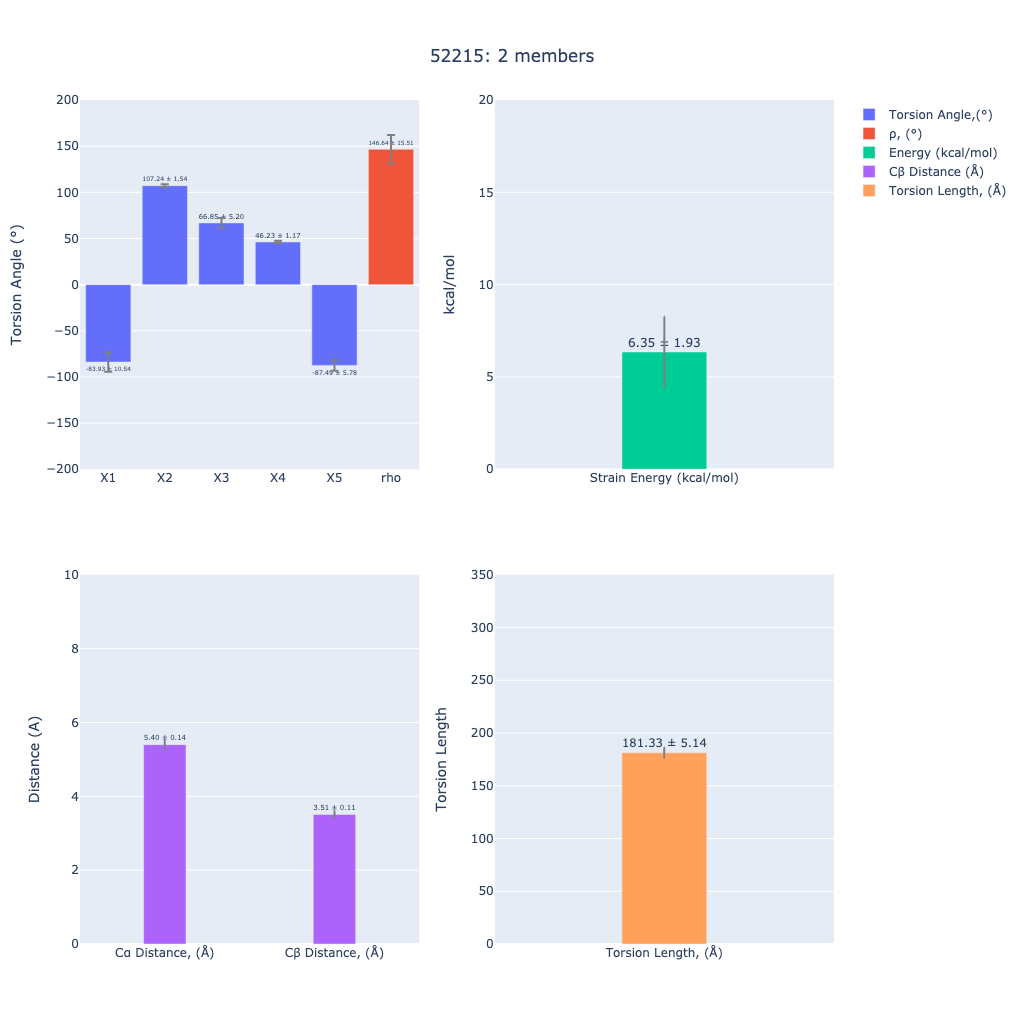 52215: 2 members
Torsion Angle (°)
200
150
100
50
0
−50
−100
−150
−200
-83.93 ± 10.54
107.24 ± 1.54
66.85 ± 5.20
46.23 ± 1.17
-87.49 ± 5.78
146.64 ± 15.51
X1 X2 X3 X4 X5 rho
kcal/mol
20
15
10
5
0
6.35 ± 1.93
Strain Energy (kcal/mol)
Torsion Angle,(°)
ρ, (°)
Energy (kcal/mol)
Cβ Distance (Å)
Torsion Length, (Å)
Distance (A)
10
8
6
4
2
0
5.40 ± 0.14
3.51 ± 0.11
Cα Distance, (Å) Cβ Distance, (Å)
Torsion Length
350
300
250
200
150
100
50
0
181.33 ± 5.14
Torsion Length, (Å)